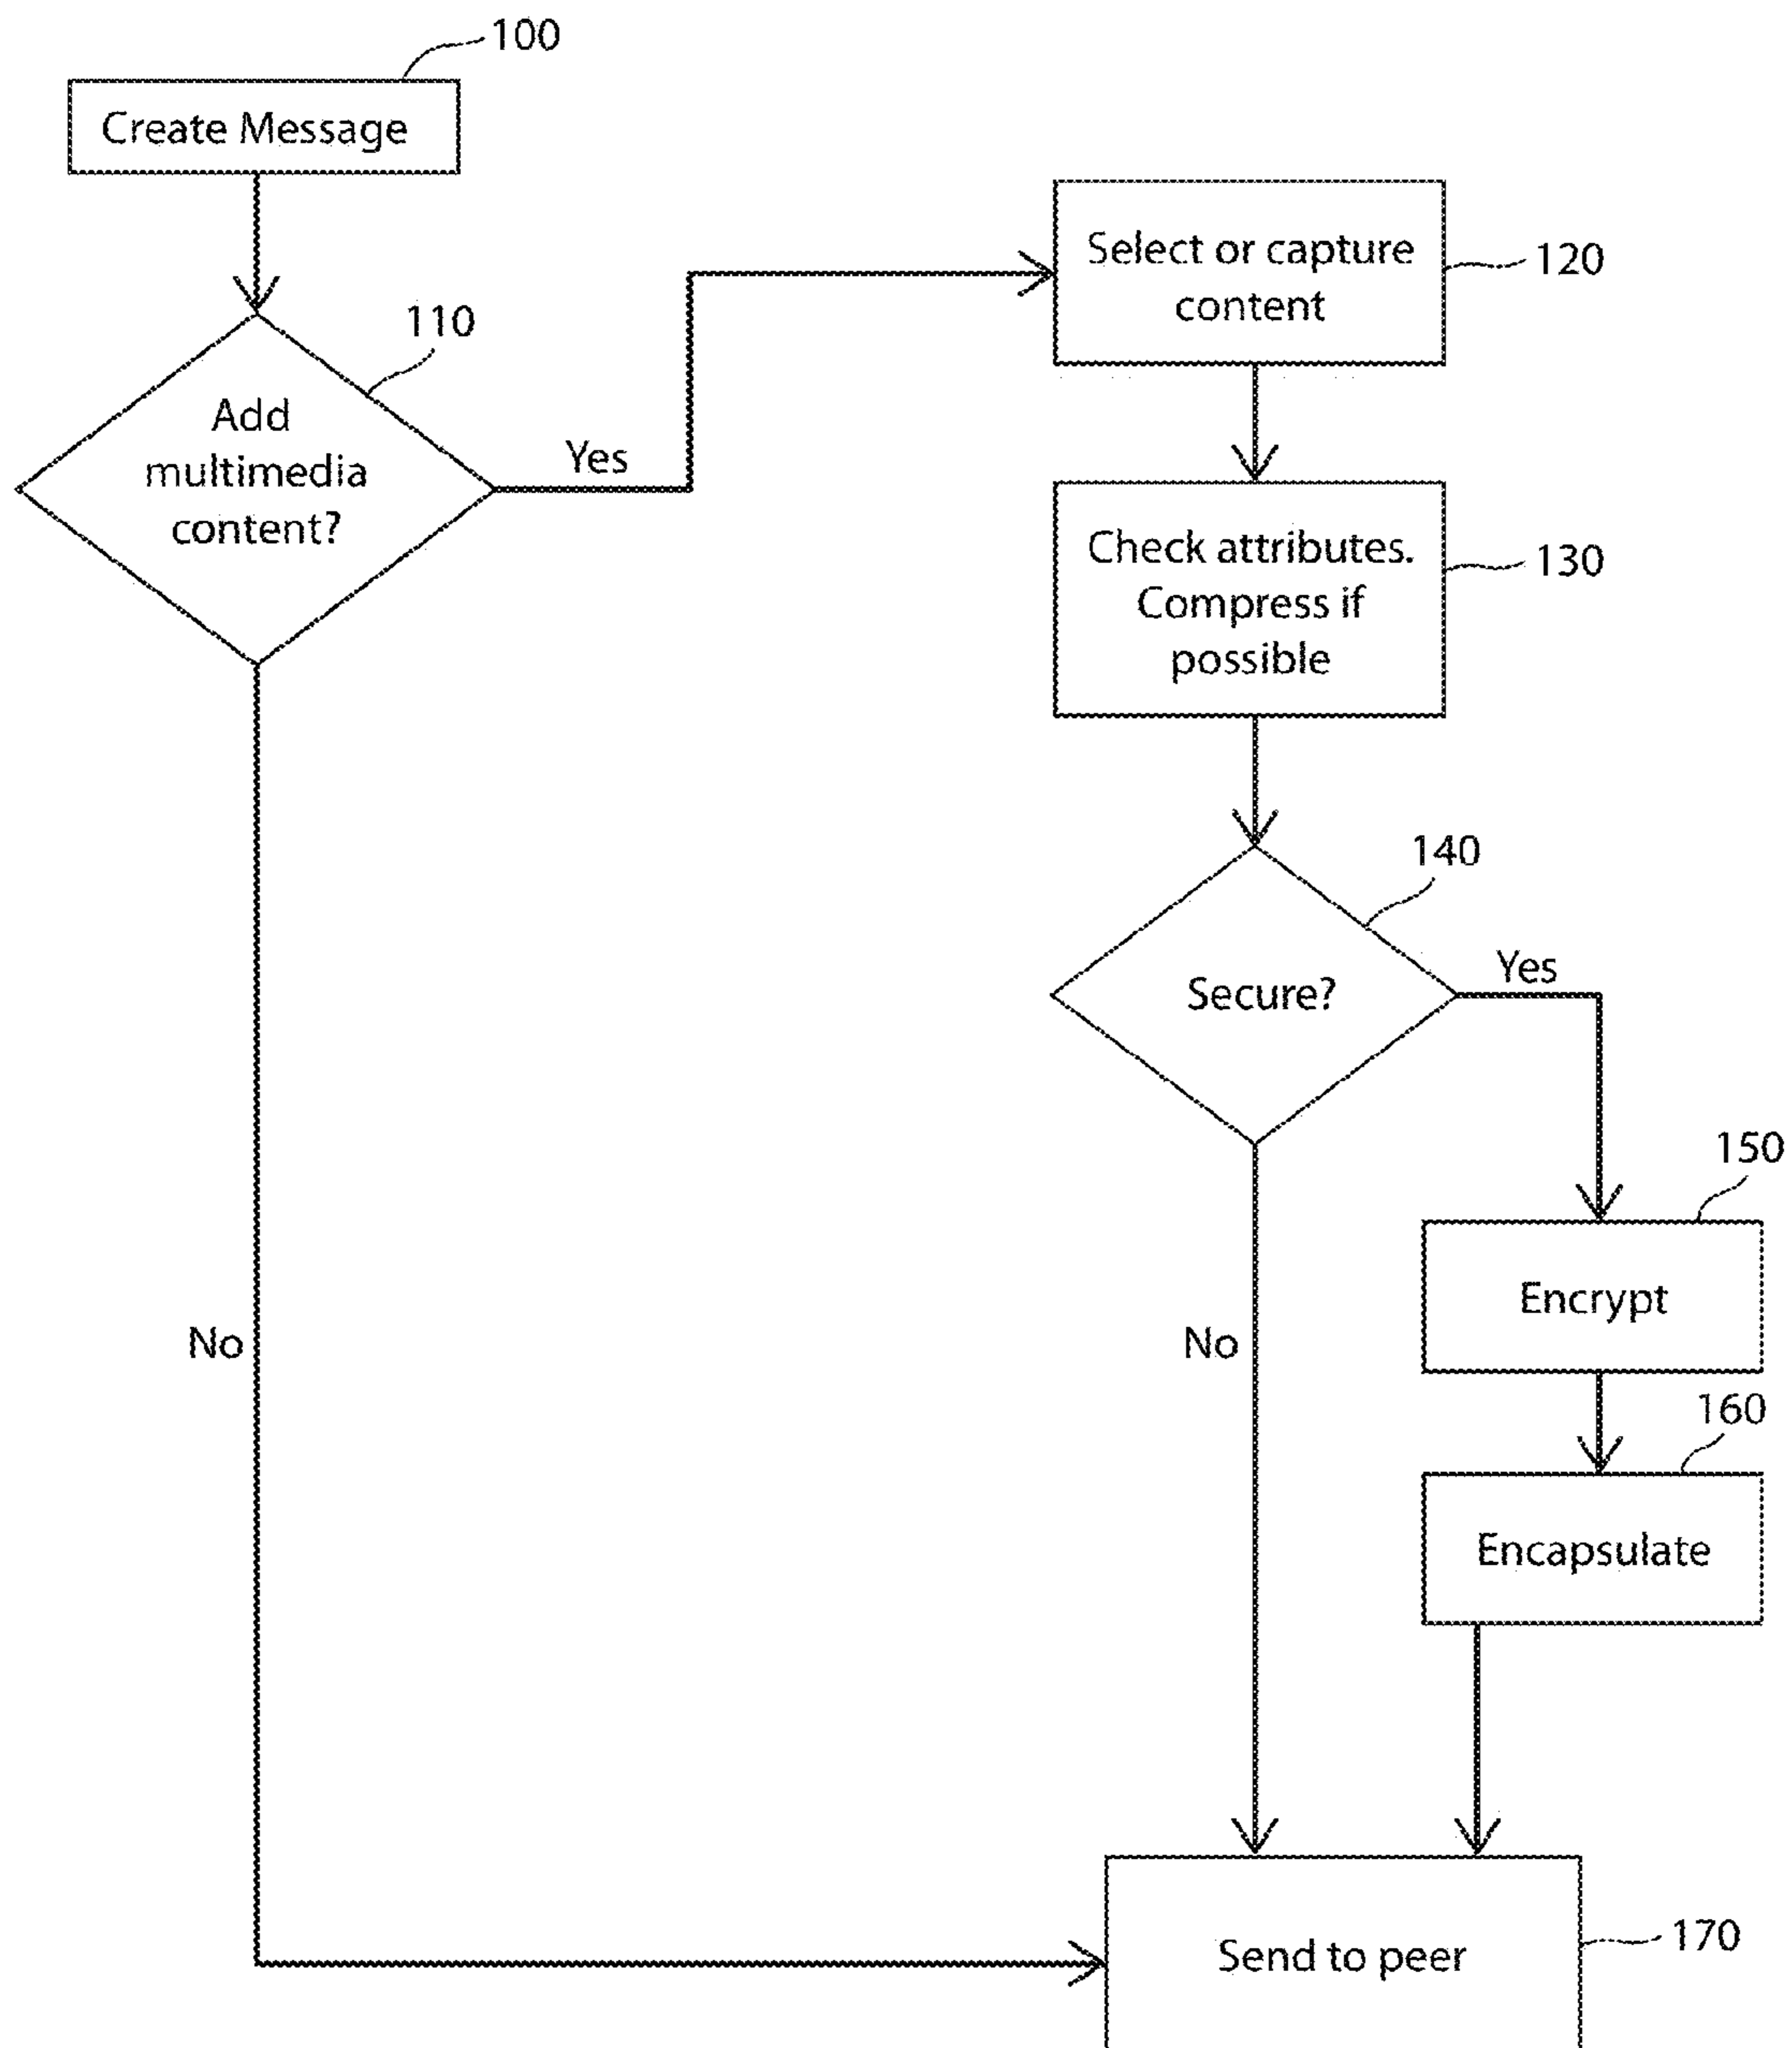 100
Create Message
110
Add
multimedia
content?
Yes
Select or capture
content
120
Check attributes.
Compress if
possible
130
140
Secure?
Yes
150
Encrypt
160
Encapsulate
No
No
Send to peer
170